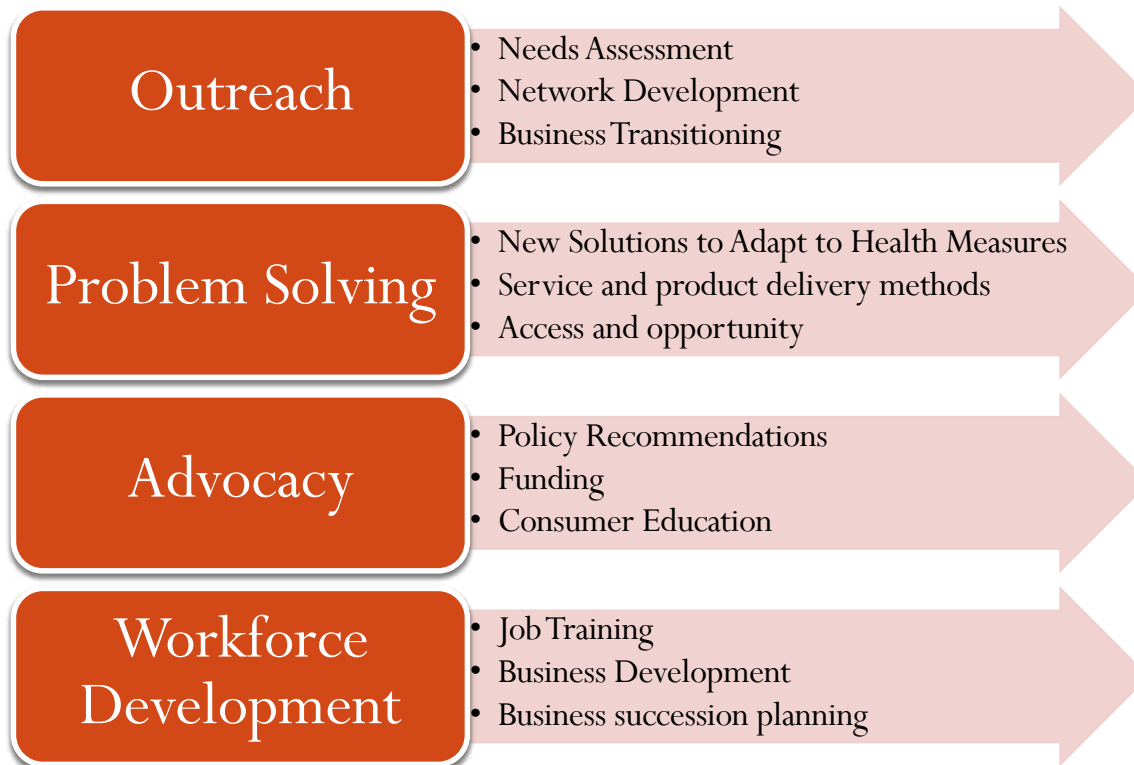 Outreach
• Needs Assessment
• Network Development
• Business Transitioning
Problem Solving
• New Solutions to Adapt to Health Measures
• Service and product delivery methods
• Access and opportunity
Advocacy
• Policy Recommendations
• Funding
• Consumer Education
Workforce
Development
• Job Training
• Business Development
• Business succession planning